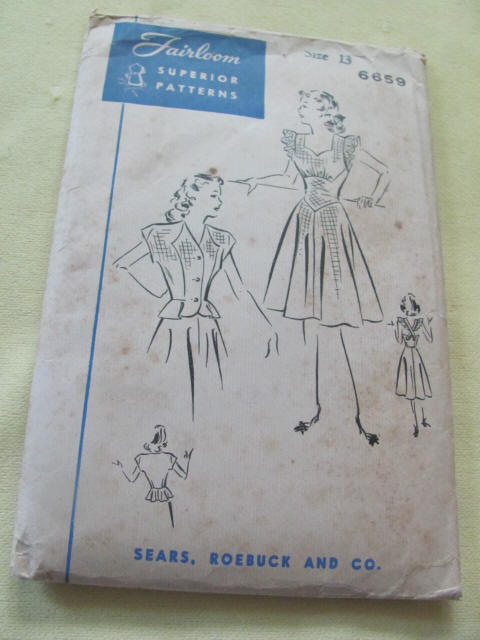 Fairloom
SUPERIOR
PATTERNS
Size 13
6659
SEARS, ROEBUCK AND CO.